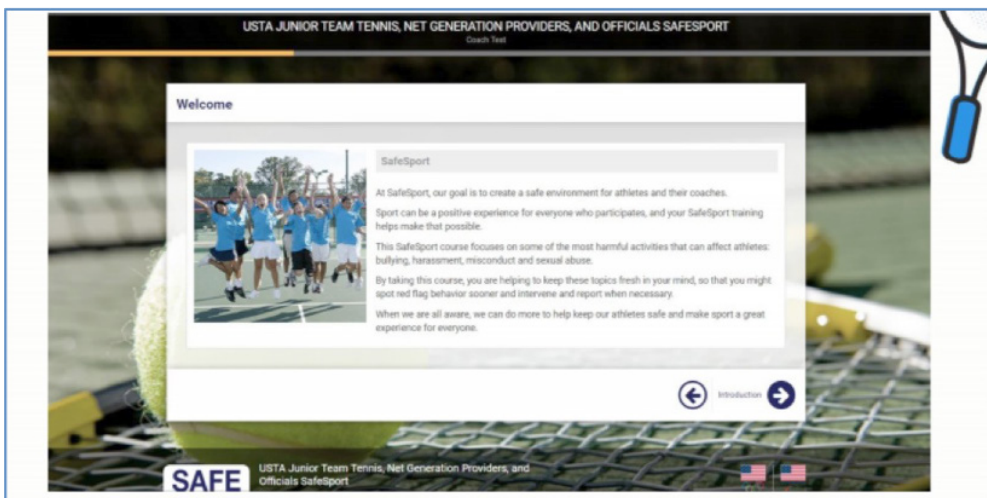 USTA JUNIOR TEAM TENNIS, NET GENERATION PROVIDERS, AND OFFICIALS SAFESPORT
Coach Test
Welcome
SafeSport
At SafeSport, our goal is to create a safe environment for athletes and their coaches.
Sport can be a positive experience for everyone who participates, and your SafeSport training
helps make that possible.
This SafeSport course focuses on some of the most harmful activities that can affect athletes:
bullying, harassment, misconduct and sexual abuse.
By taking this course, you are helping to keep these topics fresh in your mind, so that you might
spot red flag behavior sooner and intervene and report when necessary.
When we are all aware, we can do more to help keep our athletes safe and make sport a great
experience for everyone.
Introduction
SAFE
USTA Junior Team Tennis, Net Generation Providers, and
Officials SafeSport